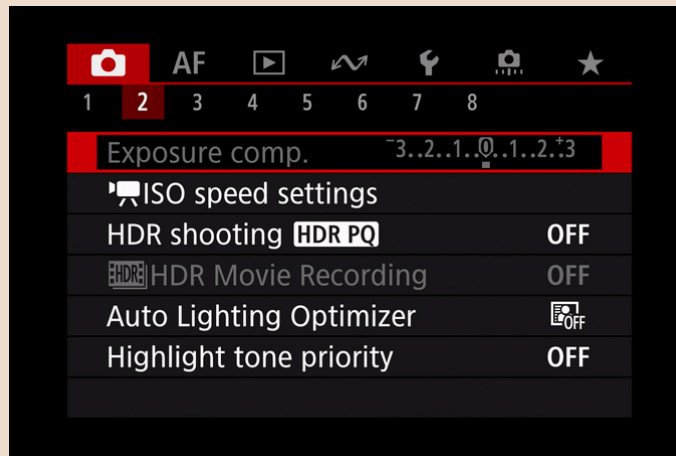 AF
1 2 3 4 5 6 7 8
Exposure comp. -3..2..1..0..1..2.+3
ISO speed settings
HDR shooting HDR PQ OFF
HDR HDR Movie Recording OFF
Auto Lighting Optimizer OFF
Highlight tone priority OFF